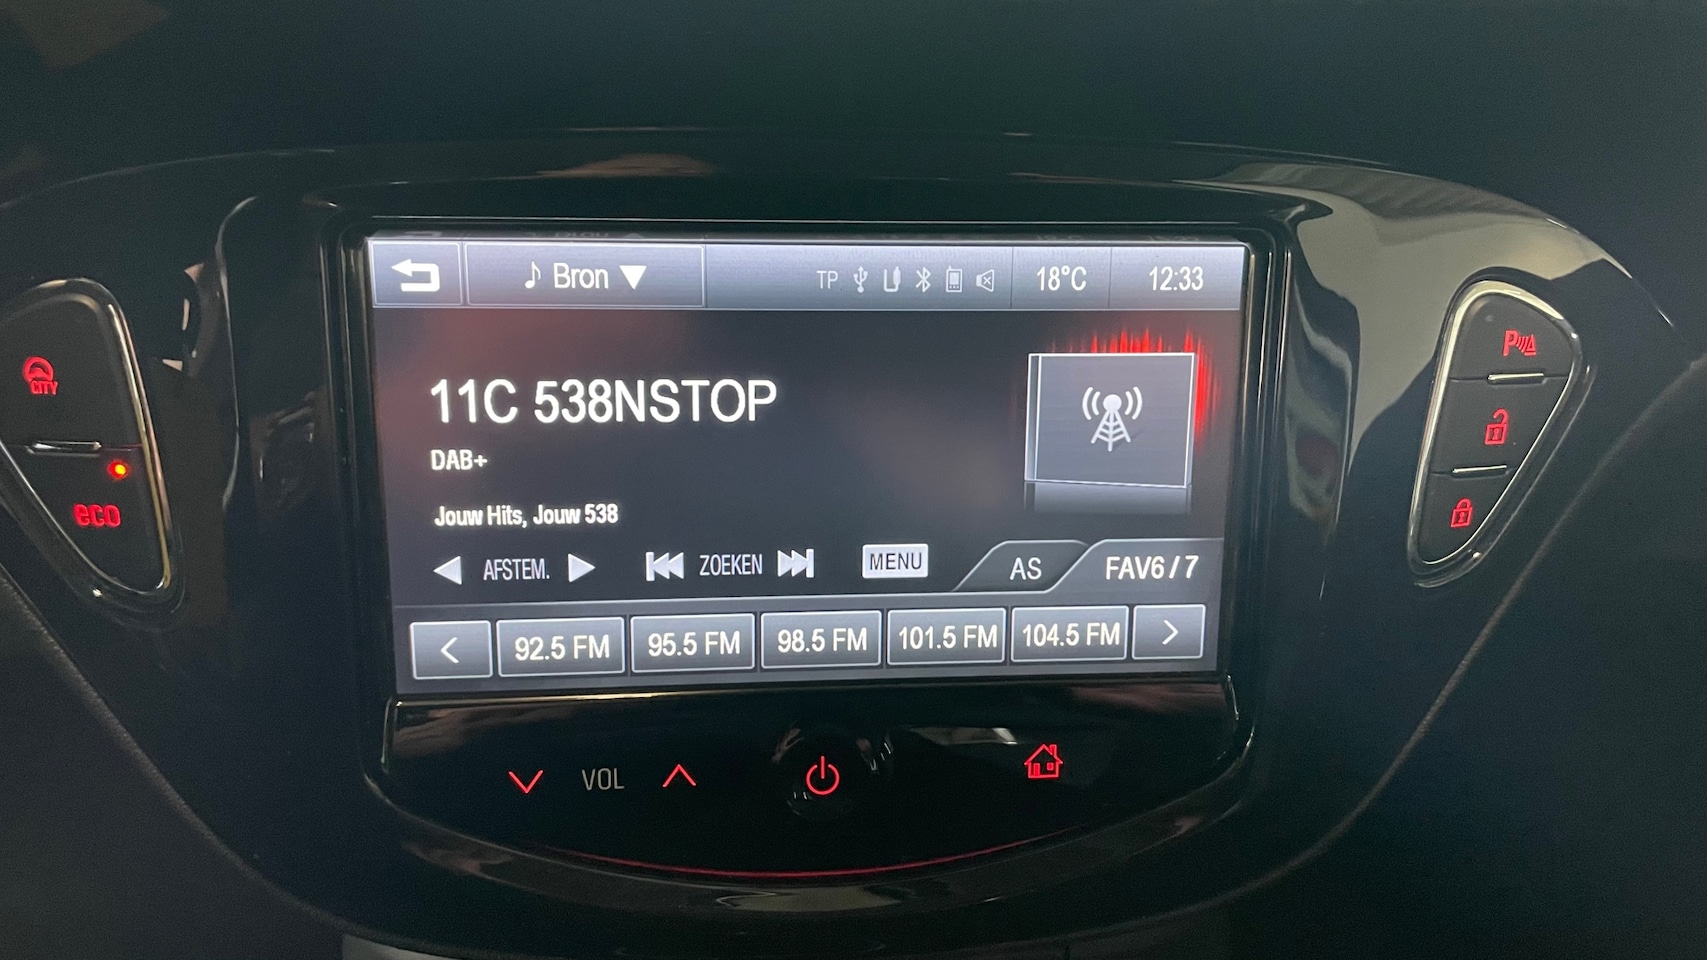 Bron TP 18°C 12:33
11C 538NSTOP
DAB+
Jouw Hits, Jouw 538
AFSTEM. ZOEKEN MENU AS FAV6/7
92.5 FM 95.5 FM 98.5 FM 101.5 FM 104.5 FM
VOL
CITY
eco
P